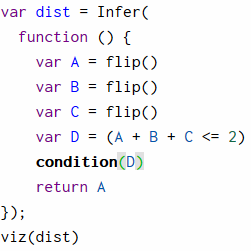 var dist = Infer(
  function () {
    var A = flip()
    var B = flip()
    var C = flip()
    var D = (A + B + C <= 2)
    condition(D)
    return A
});
viz(dist)